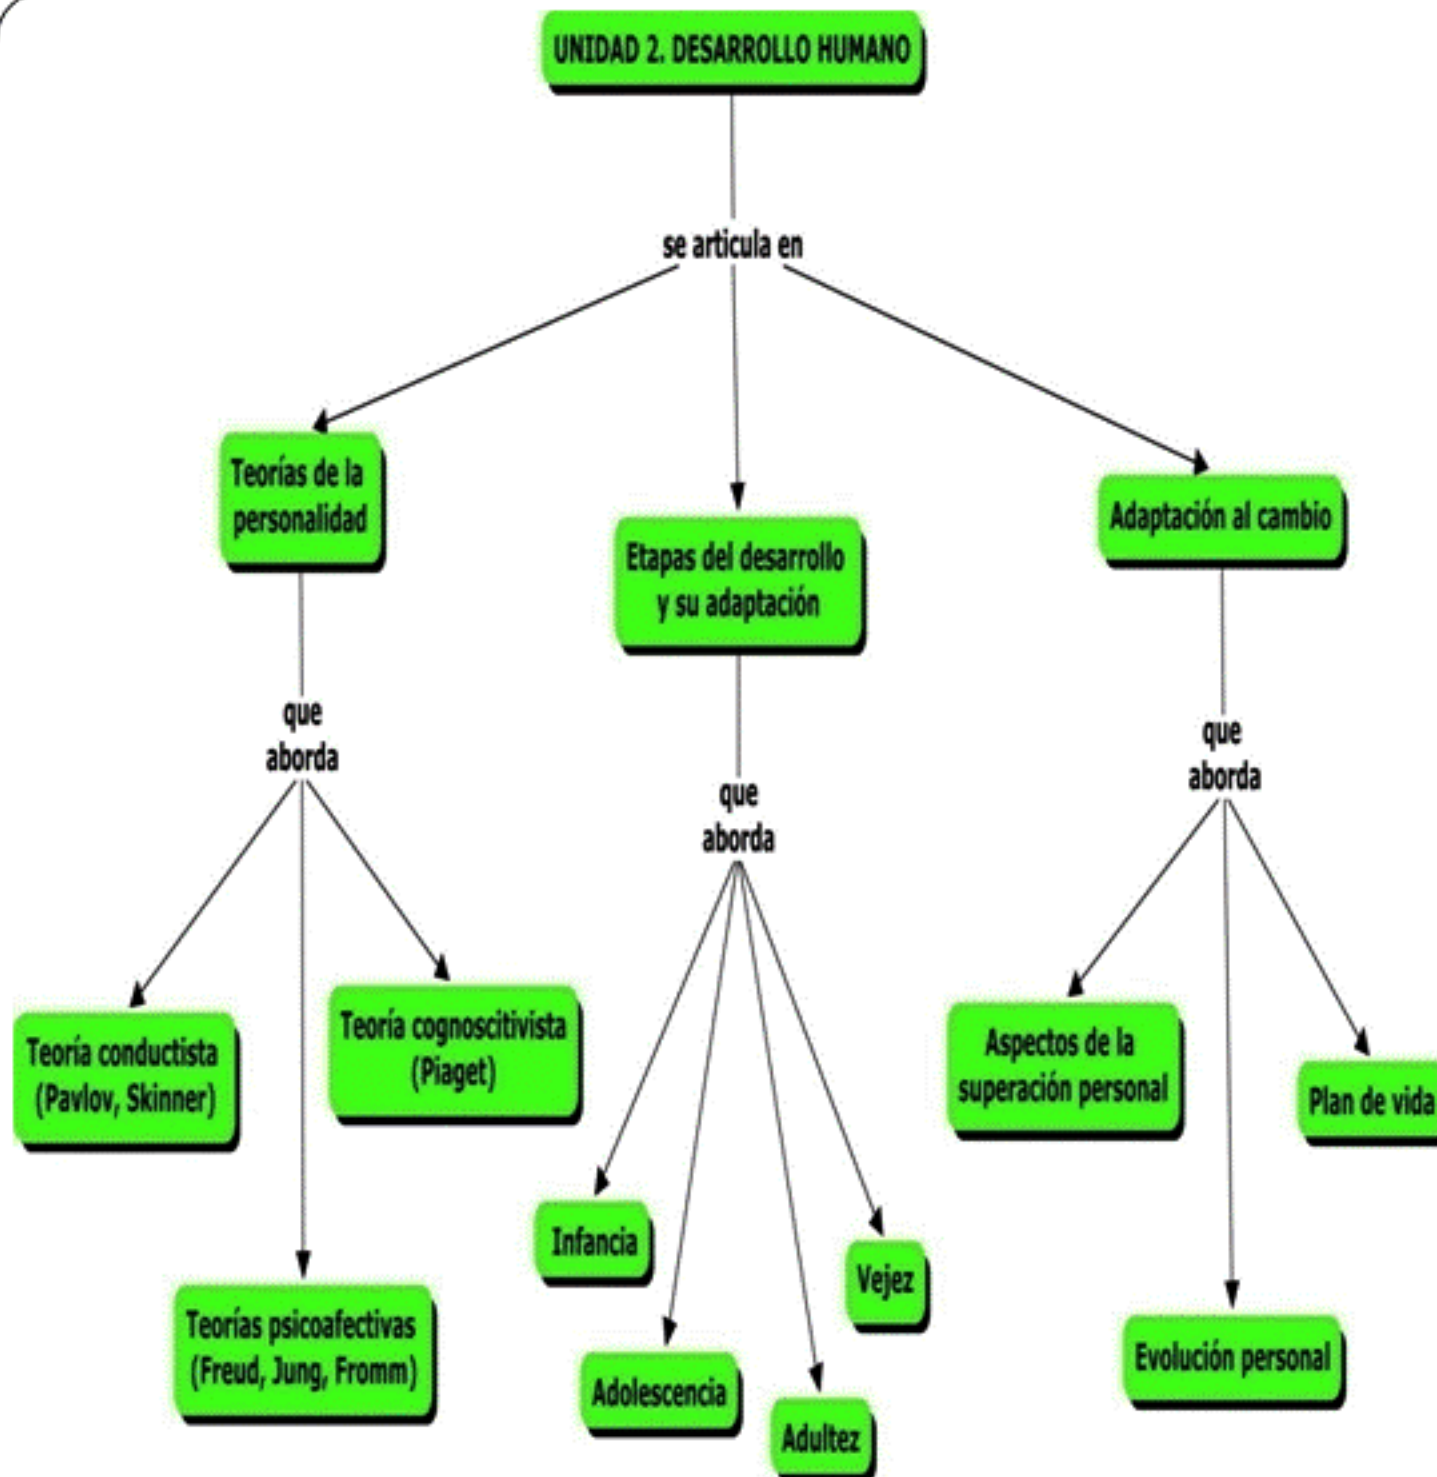 UNIDAD 2. DESARROLLO HUMANO
se articula en
Teorías de la
personalidad
Etapas del desarrollo
y su adaptación
Adaptación al cambio
que
aborda
que
aborda
que
aborda
Teoría conductista
(Pavlov, Skinner)
Teoría cognoscitivista
(Piaget)
Teorías psicoafectivas
(Freud, Jung, Fromm)
Infancia
Adolescencia
Adultez
Vejez
Aspectos de la
superación personal
Evolución personal
Plan de vida